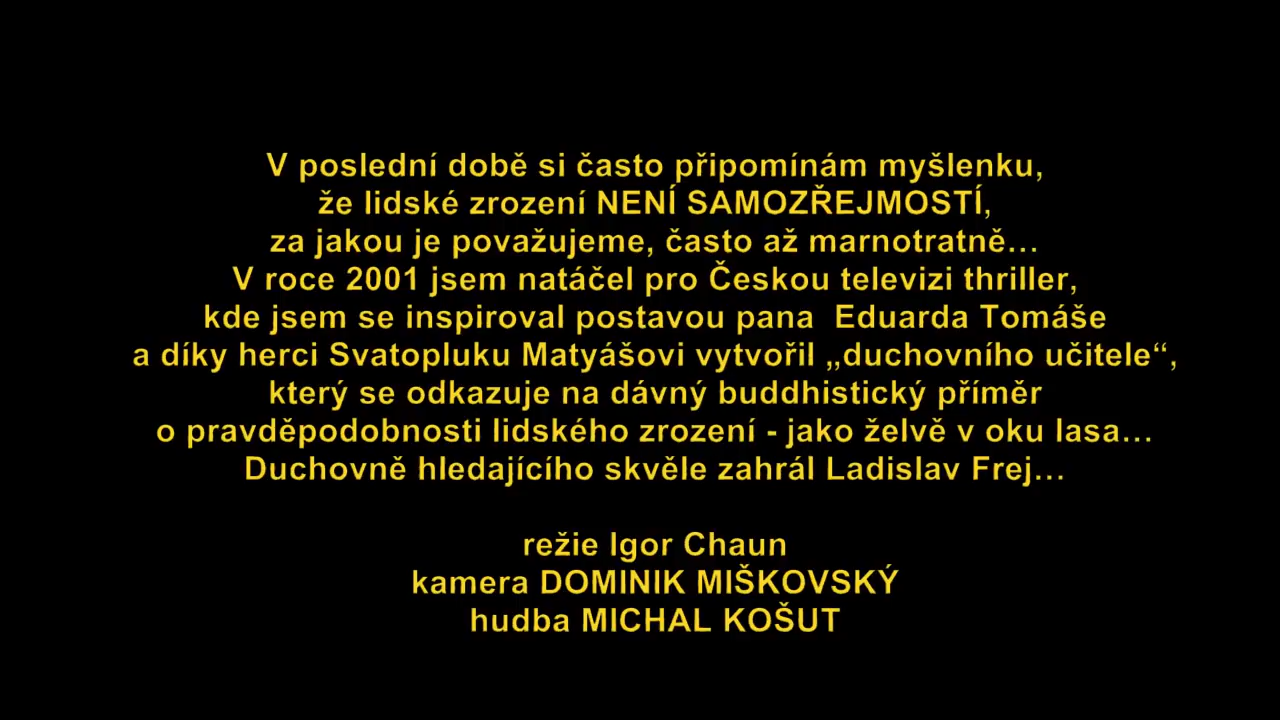 V poslední době si často připomínám myšlenku,
že lidské zrození NENÍ SAMOZŘEJMOSTÍ,
za jakou je považujeme, často až marnotratně…
V roce 2001 jsem natáčel pro Českou televizi thriller,
kde jsem se inspiroval postavou pana  Eduarda Tomáše
a díky herci Svatopluku Matyášovi vytvořil „duchovního učitele“,
který se odkazuje na dávný buddhistický příměr
o pravděpodobnosti lidského zrození - jako želvě v oku lasa…
Duchovně hledajícího skvěle zahrál Ladislav Frej…
režie Igor Chaun
kamera DOMINIK MIŠKOVSKÝ
hudba MICHAL KOŠUT